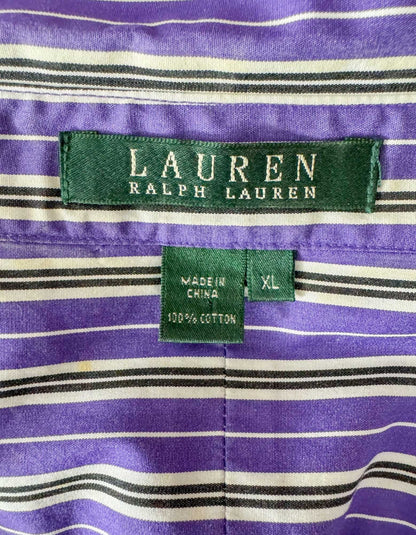 LAUREN
RALPH LAUREN
MADE IN
CHINA
100% COTTON
XL